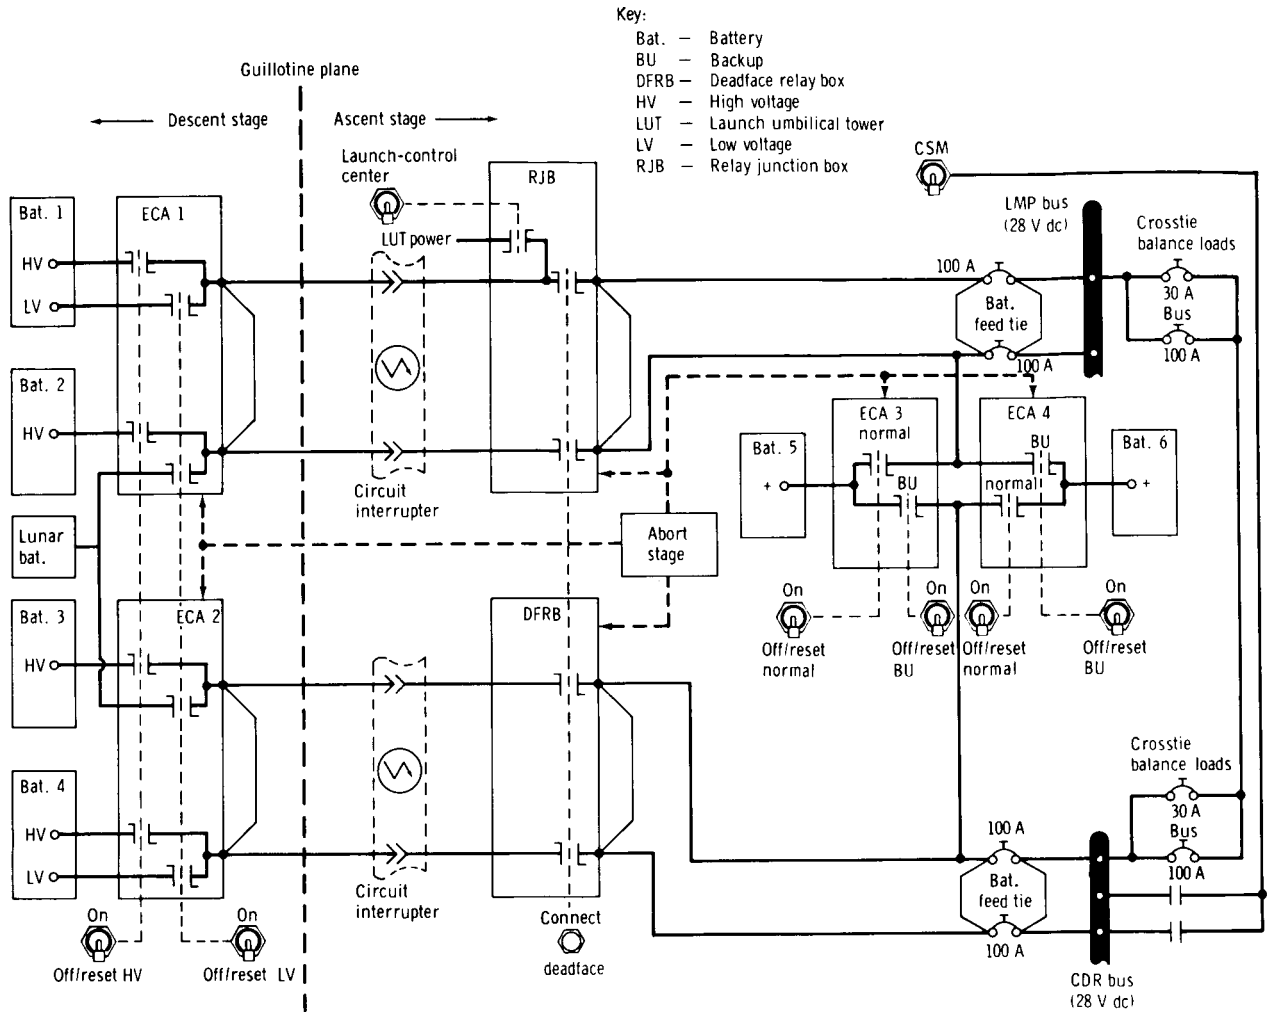 Key:
Bat. — Battery
BU — Backup
DFRB — Deadface relay box
HV — High voltage
LUT — Launch umbilical tower
LV — Low voltage
RJB — Relay junction box
Guillotine plane
Descent stage
Ascent stage
Launch-control
center
RJB
LUT power
CSM
LMP bus
(28 V dc)
Crosstie
balance loads
30 A
Bus
100 A
100 A
Bat.
feed tie
100 A
Bat. 1
HV
LV
ECA 1
Bat. 2
HV
Circuit
interrupter
Lunar
bat.
Abort
stage
ECA 3
normal
BU
ECA 4
BU
normal
Bat. 5
+
Bat. 6
+
On
Off/reset
normal
On
Off/reset
BU
On
Off/reset
normal
On
Off/reset
BU
Bat. 3
HV
ECA 2
DFRB
Bat. 4
HV
LV
Circuit
interrupter
Connect
deadface
On
Off/reset HV
On
Off/reset LV
Crosstie
balance loads
30 A
Bus
100 A
100 A
Bat.
feed tie
100 A
CDR bus
(28 V dc)